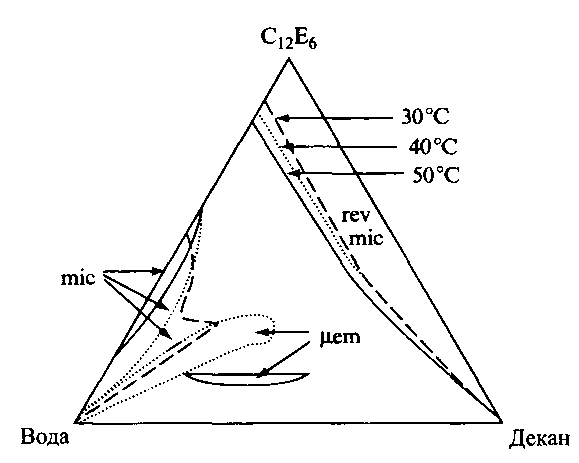 C₁₂E₆
30°C
40°C
50°C
rev
mic
mic
μem
Вода
Декан